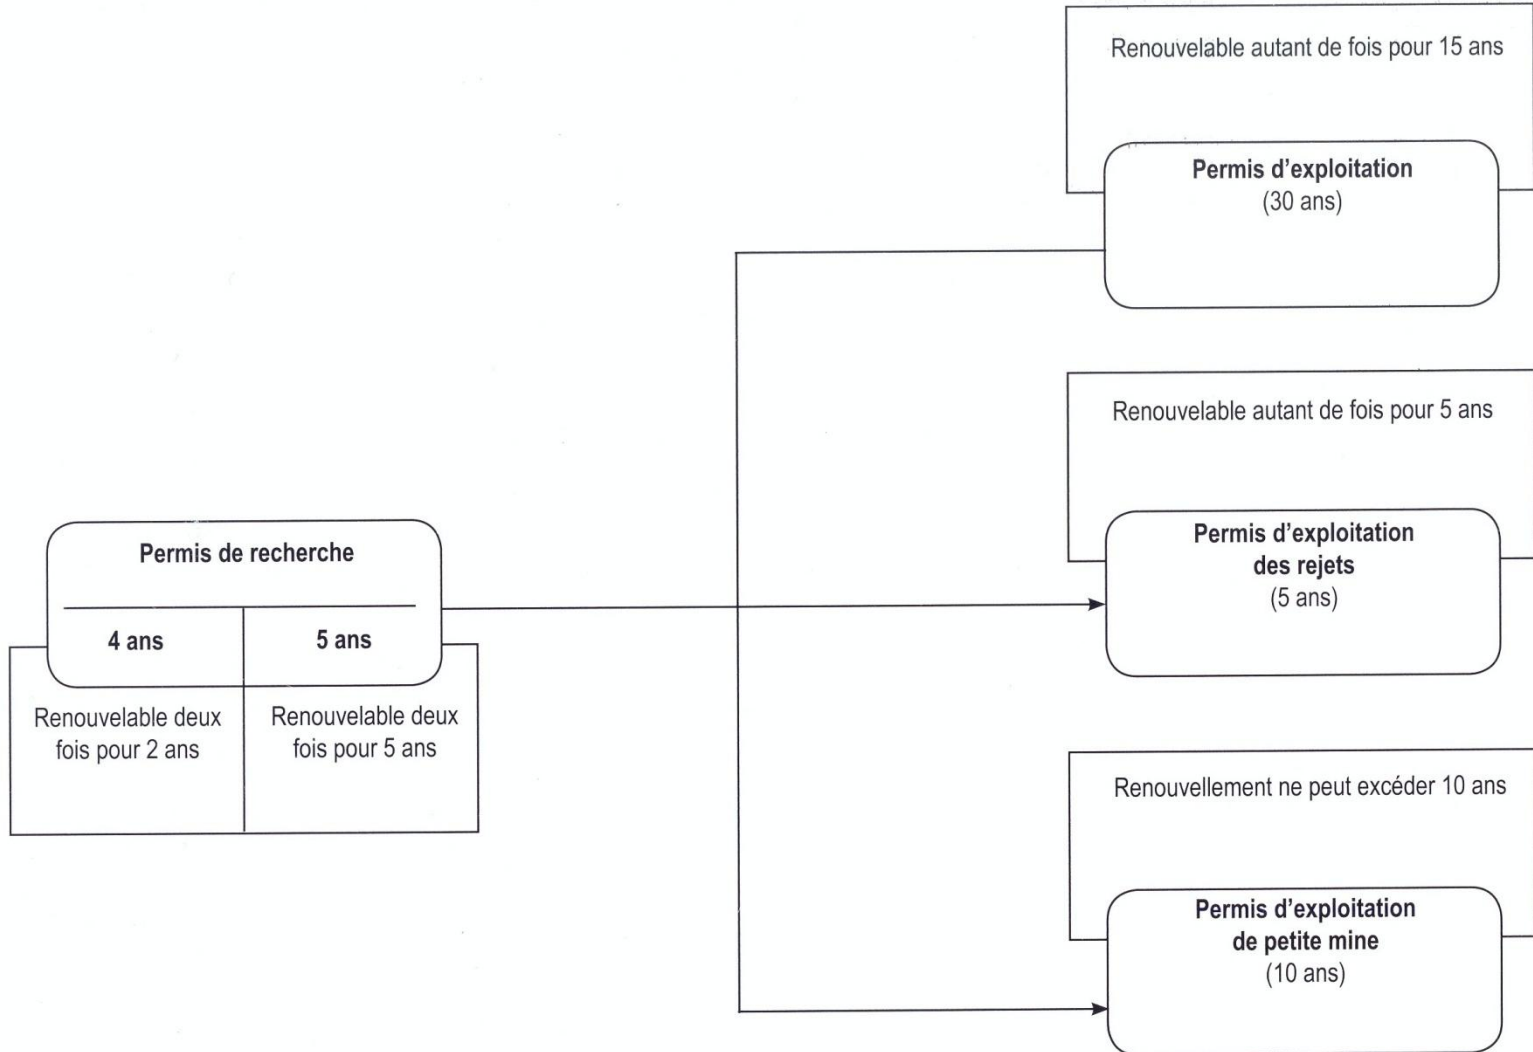 Renouvelable autant de fois pour 15 ans
Permis d'exploitation
(30 ans)
Renouvelable autant de fois pour 5 ans
Permis d'exploitation
des rejets
(5 ans)
Permis de recherche
4 ans
5 ans
Renouvelable deux
fois pour 2 ans
Renouvelable deux
fois pour 5 ans
Renouvellement ne peut excéder 10 ans
Permis d'exploitation
de petite mine
(10 ans)